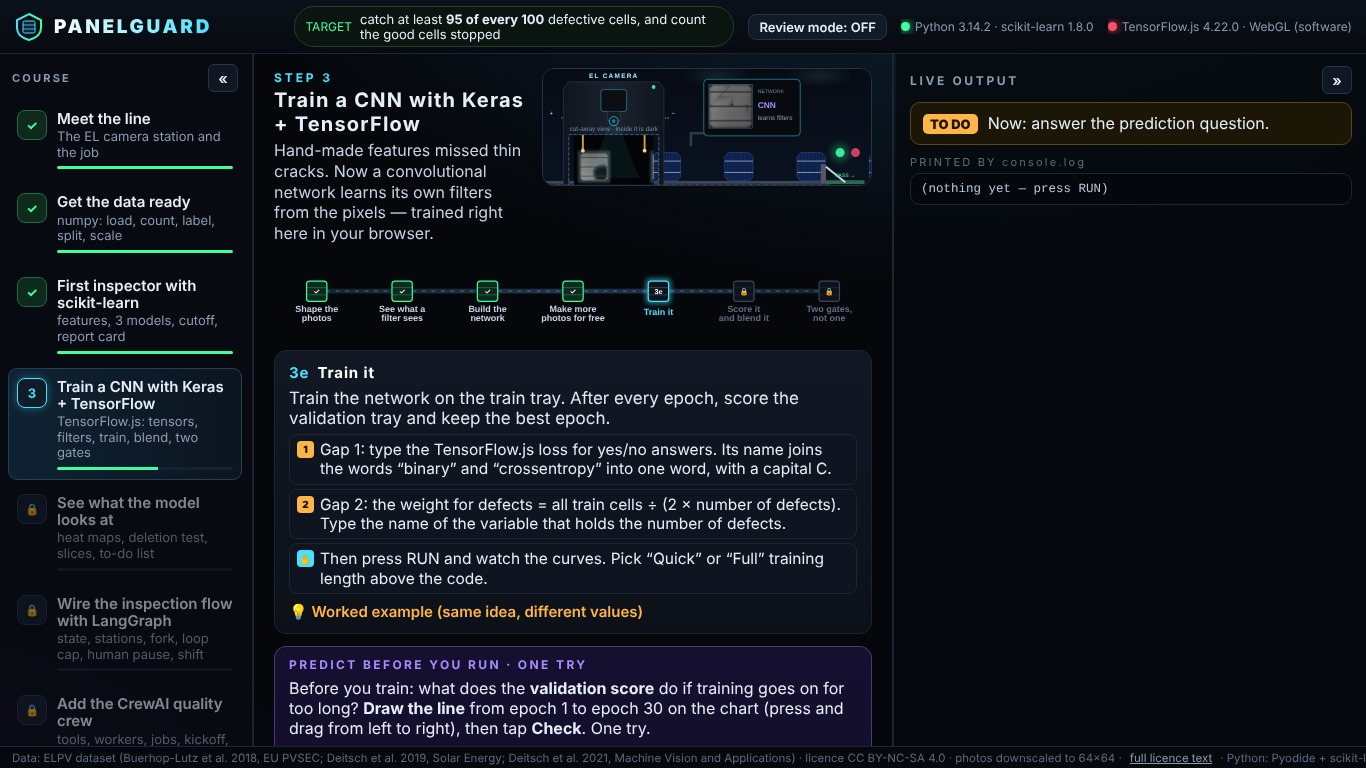 PANELGUARD
TARGET
catch at least 95 of every 100 defective cells, and count
the good cells stopped
Review mode: OFF
Python 3.14.2 · scikit-learn 1.8.0
TensorFlow.js 4.22.0 · WebGL (software)
COURSE
«
Meet the line
The EL camera station and
the job
Get the data ready
numpy: load, count, label,
split, scale
First inspector with
scikit-learn
features, 3 models, cutoff,
report card
3
Train a CNN with Keras
+ TensorFlow
TensorFlow.js: tensors,
filters, train, blend, two
gates
See what the model
looks at
heat maps, deletion test,
slices, to-do list
Wire the inspection flow
with LangGraph
state, stations, fork, loop
cap, human pause, shift
Add the CrewAI quality
crew
tools, workers, jobs, kickoff,
STEP 3
Train a CNN with Keras
+ TensorFlow
Hand-made features missed thin
cracks. Now a convolutional
network learns its own filters
from the pixels — trained right
here in your browser.
EL CAMERA
cut-away view · inside it is dark
NETWORK
CNN
learns filters
Shape the
photos
See what a
filter sees
Build the
network
Make more
photos for free
3e
Train it
Score it
and blend it
Two gates,
not one
3e Train it
Train the network on the train tray. After every epoch, score the
validation tray and keep the best epoch.
1 Gap 1: type the TensorFlow.js loss for yes/no answers. Its name joins
the words “binary” and “crossentropy” into one word, with a capital C.
2 Gap 2: the weight for defects = all train cells ÷ (2 × number of defects).
Type the name of the variable that holds the number of defects.
Then press RUN and watch the curves. Pick “Quick” or “Full” training
length above the code.
💡 Worked example (same idea, different values)
PREDICT BEFORE YOU RUN · ONE TRY
Before you train: what does the validation score do if training goes on for
too long? Draw the line from epoch 1 to epoch 30 on the chart (press and
drag from left to right), then tap Check. One try.
LIVE OUTPUT
»
TO DO Now: answer the prediction question.
PRINTED BY console.log
(nothing yet — press RUN)
Data: ELPV dataset (Buerhop-Lutz et al. 2018, EU PVSEC; Deitsch et al. 2019, Solar Energy; Deitsch et al. 2021, Machine Vision and Applications) · licence CC BY-NC-SA 4.0 · photos downscaled to 64×64 · full licence text · Python: Pyodide + scikit-